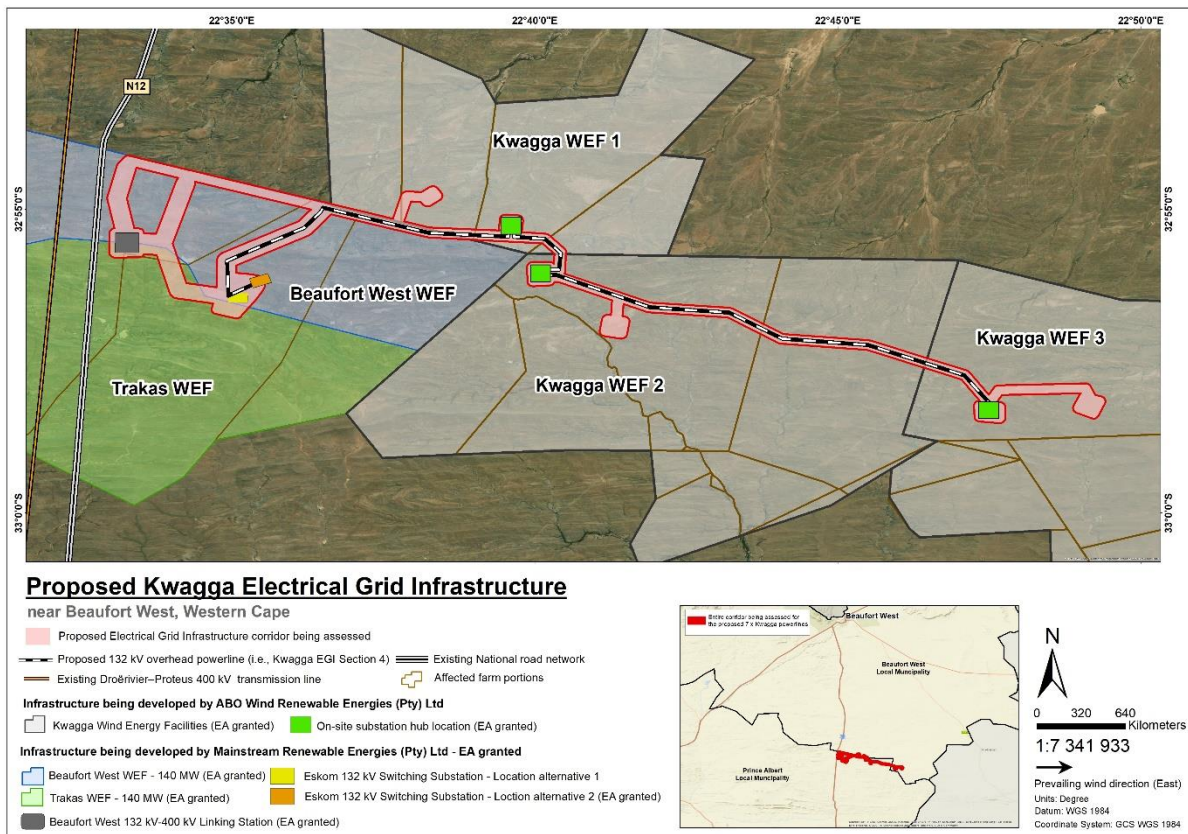 22°35'0"E
22°40'0"E
22°45'0"E
22°50'0"E
N12
Kwagga WEF 1
32°55'0"S
32°55'0"S
Beaufort West WEF
Kwagga WEF 3
Trakas WEF
Kwagga WEF 2
33°0'0"S
33°0'0"S
Proposed Kwagga Electrical Grid Infrastructure
near Beaufort West, Western Cape
Proposed Electrical Grid Infrastructure corridor being assessed
Proposed 132 kV overhead powerline (i.e., Kwagga EGI Section 4)
Existing National road network
Existing Droërivier–Proteus 400 kV transmission line
Affected farm portions
Infrastructure being developed by ABO Wind Renewable Energies (Pty) Ltd
Kwagga Wind Energy Facilities (EA granted)
On-site substation hub location (EA granted)
Infrastructure being developed by Mainstream Renewable Energies (Pty) Ltd - EA granted
Beaufort West WEF - 140 MW (EA granted)
Eskom 132 kV Switching Substation - Location alternative 1
Trakas WEF - 140 MW (EA granted)
Eskom 132 kV Switching Substation - Loction alternative 2 (EA granted)
Beaufort West 132 kV-400 kV Linking Station (EA granted)
Entire corridor being assessed for
the proposed 7 x Kwagga powerlines
Beaufort West
Beaufort West
Local Municipality
Prince Albert
Local Municipality
N
0 320 640
Kilometers
1:7 341 933
Prevailing wind direction (East)
Units: Degree
Datum: WGS 1984
Coordinate System: GCS WGS 1984